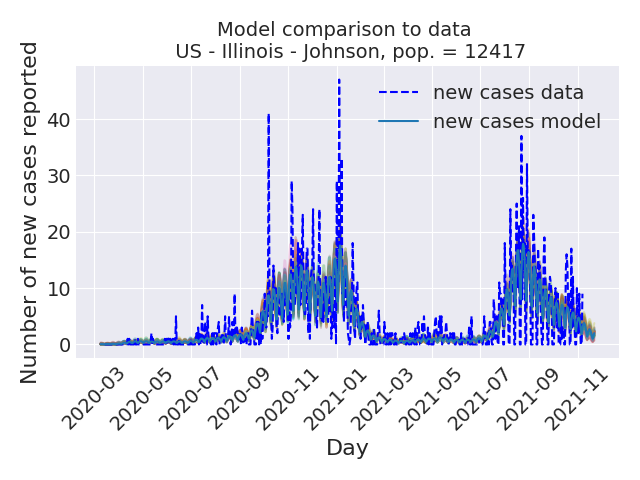 Model comparison to data
US - Illinois - Johnson, pop. = 12417
Number of new cases reported
40
30
20
10
0
new cases data
new cases model
2020-03
2020-05
2020-07
2020-09
2020-11
2021-01
2021-03
2021-05
2021-07
2021-09
2021-11
Day